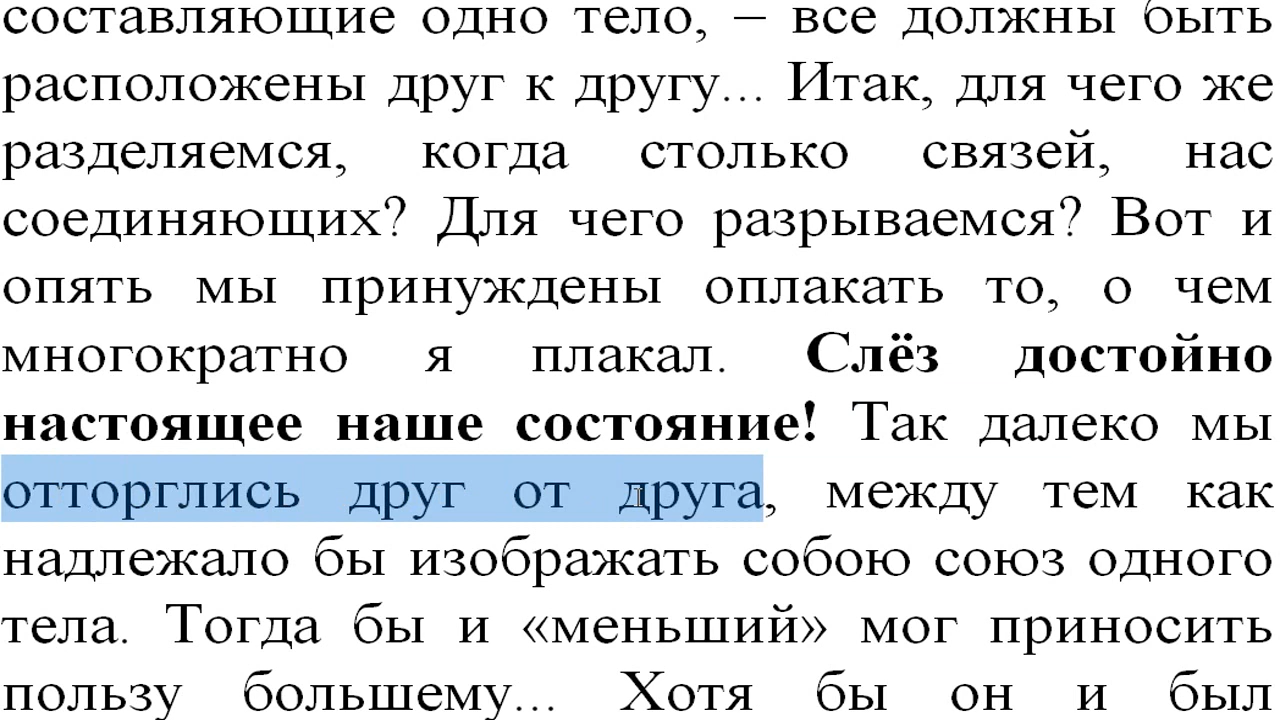 составляющие одно тело, – все должны быть
расположены друг к другу... Итак, для чего же
разделяемся, когда столько связей, нас
соединяющих? Для чего разрываемся? Вот и
опять мы принуждены оплакать то, о чем
многократно я плакал. Слёз достойно
настоящее наше состояние! Так далеко мы
отторглись друг от друга, между тем как
надлежало бы изображать собою союз одного
тела. Тогда бы и «меньший» мог приносить
пользу большему... Хотя бы он и был